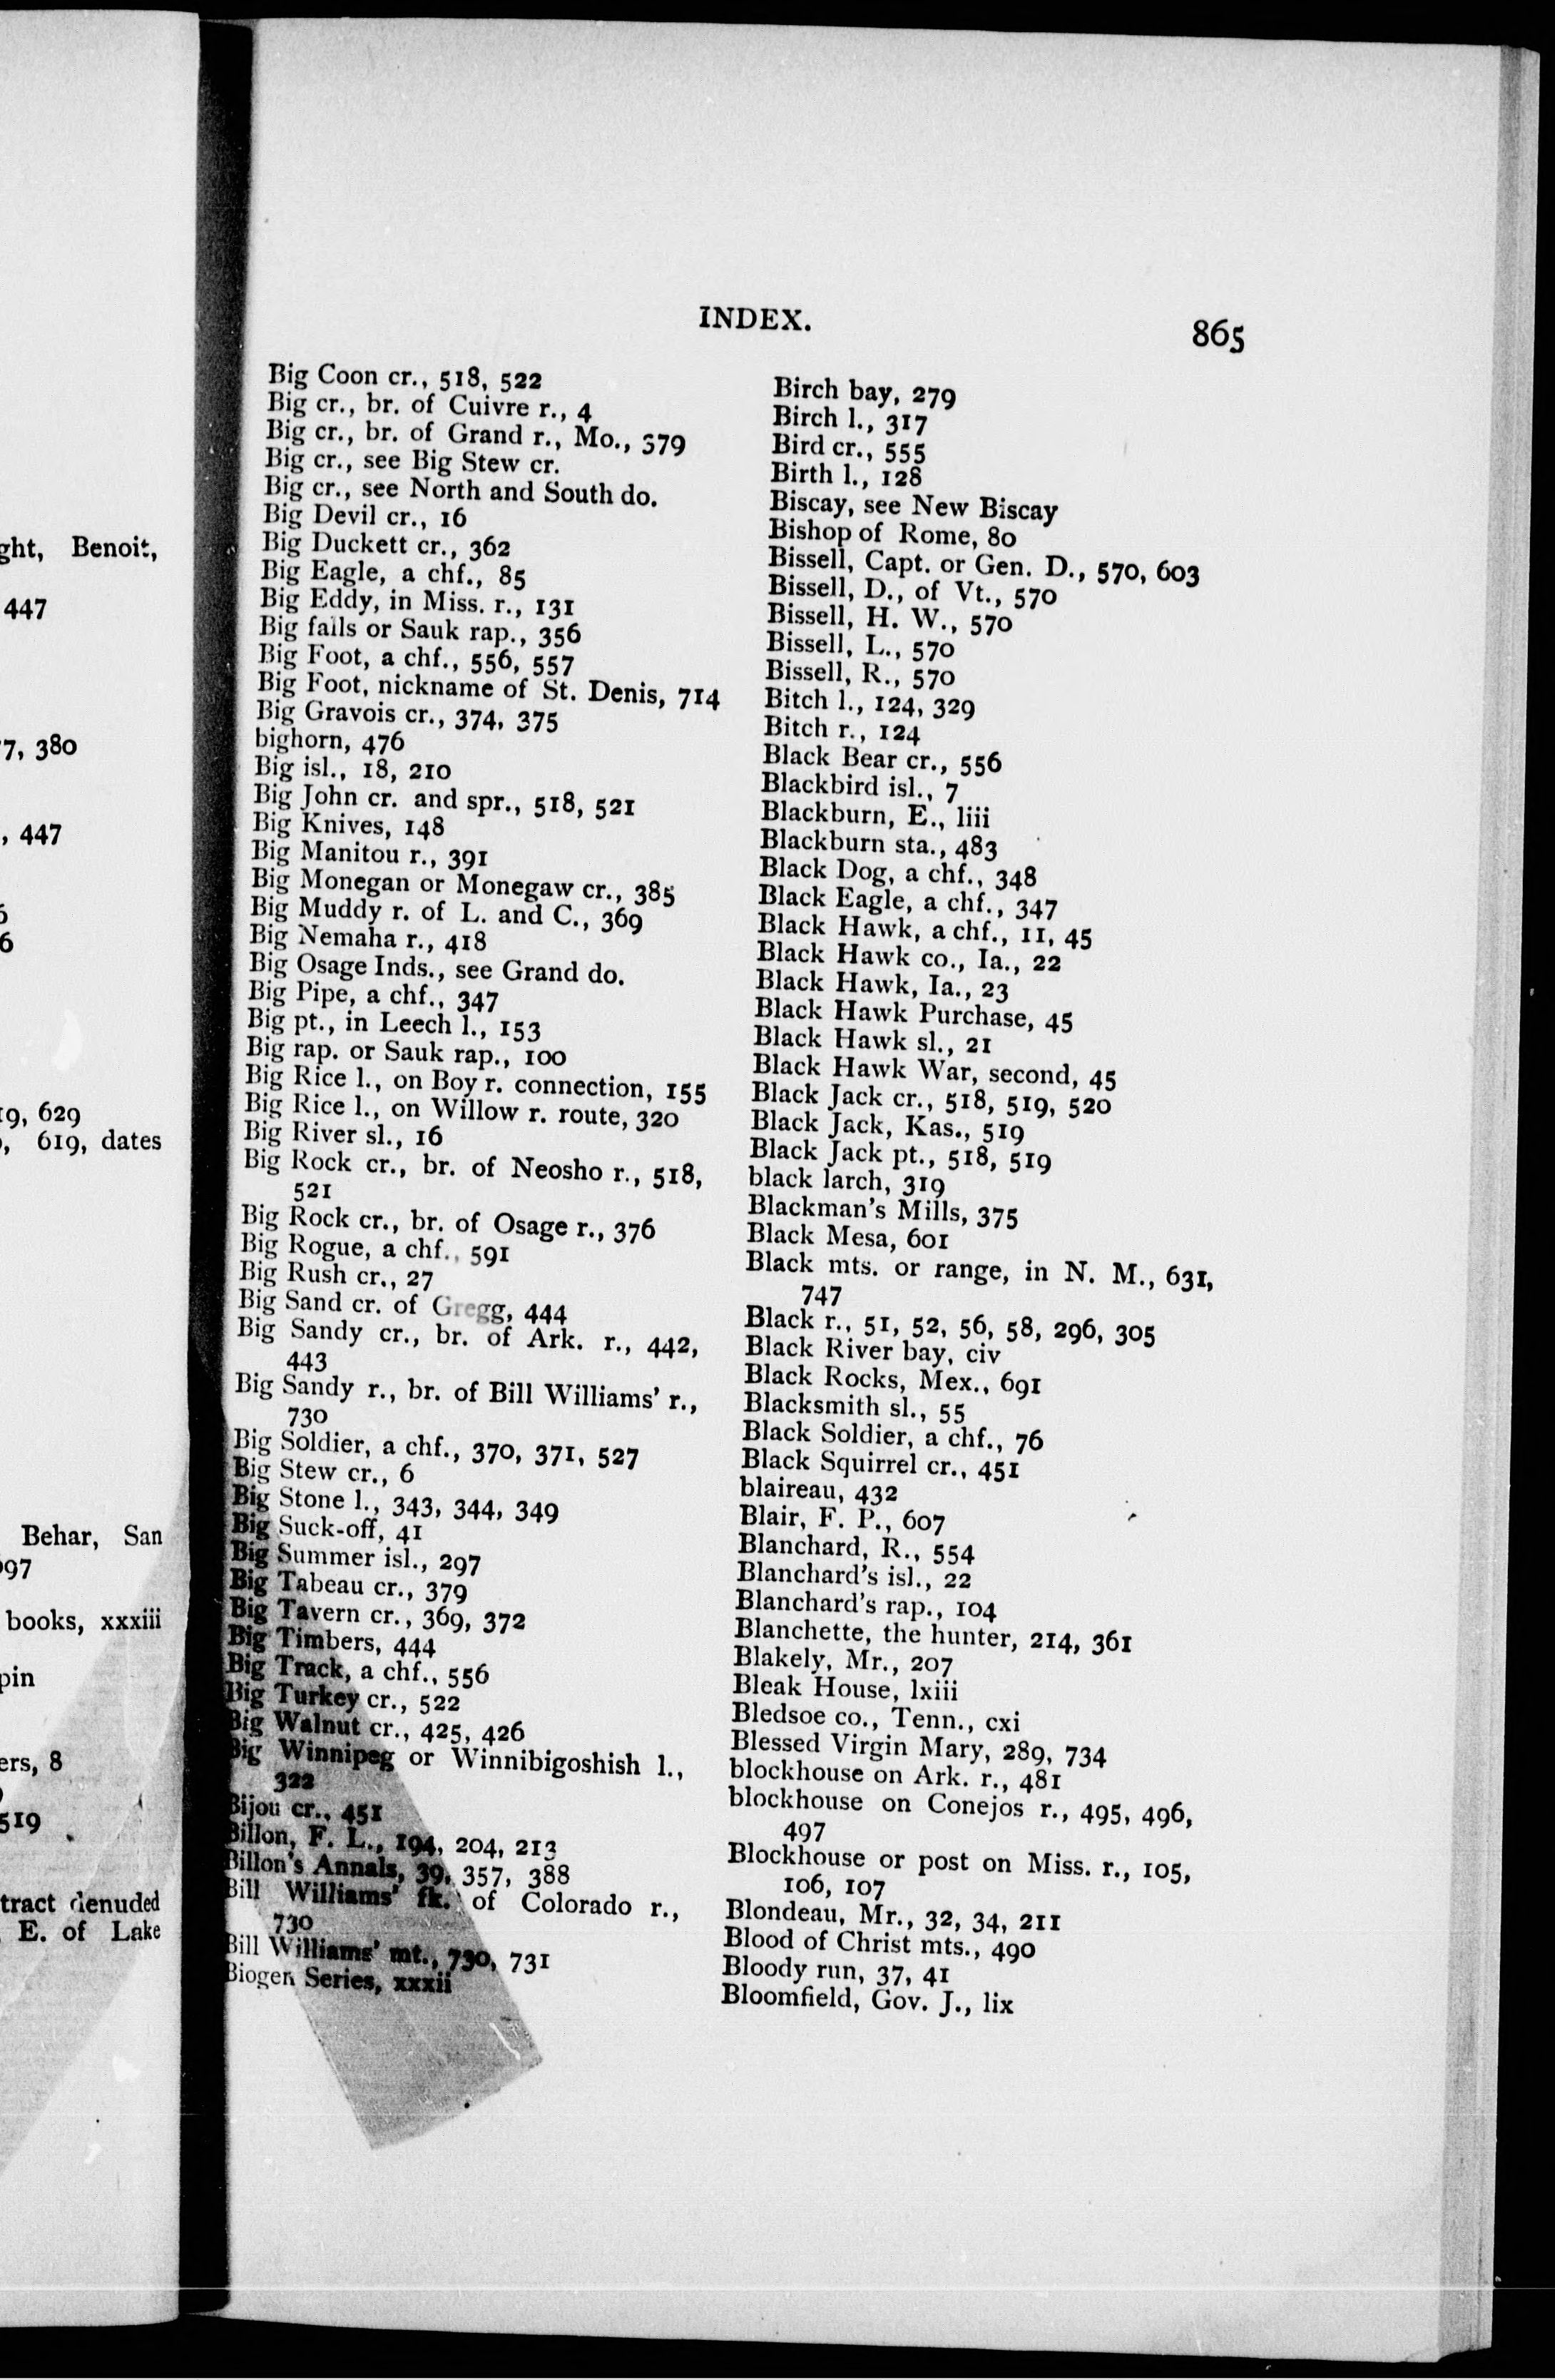 ght, Benoit,
447
7, 380
, 447
6
19, 629
, 619, dates
Behar, San
books, xxxiii
pin
ers, 8
519
tract denuded
E. of Lake
INDEX.
865
Big Coon cr., 518, 522
Big cr., br. of Cuivre r., 4
Big cr., br. of Grand r., Mo., 379
Big cr., see Big Stew cr.
Big cr., see North and South do.
Big Devil cr., 16
Big Duckett cr., 362
Big Eagle, a chf., 85
Big Eddy, in Miss. r., 131
Big falls or Sauk rap., 356
Big Foot, a chf., 556, 557
Big Foot, nickname of St. Denis, 714
Big Gravois cr., 374, 375
bighorn, 476
Big isl., 18, 210
Big John cr. and spr., 518, 521
Big Knives, 148
Big Manitou r., 391
Big Monegan or Monegaw cr., 385
Big Muddy r. of L. and C., 369
Big Nemaha r., 418
Big Osage Inds., see Grand do.
Big Pipe, a chf., 347
Big pt., in Leech l., 153
Big rap. or Sauk rap., 100
Big Rice l., on Boy r. connection, 155
Big Rice l., on Willow r. route, 320
Big River sl., 16
Big Rock cr., br. of Neosho r., 518,
521
Big Rock cr., br. of Osage r., 376
Big Rogue, a chf., 591
Big Rush cr., 27
Big Sand cr. of Gregg, 444
Big Sandy cr., br. of Ark. r., 442,
443
Big Sandy r., br. of Bill Williams' r.,
730
Big Soldier, a chf., 370, 371, 527
Big Stew cr., 6
Big Stone l., 343, 344, 349
Big Suck-off, 41
Big Summer isl., 297
Big Tabeau cr., 379
Big Tavern cr., 369, 372
Big Timbers, 444
Big Track, a chf., 556
Big Turkey cr., 522
Big Walnut cr., 425, 426
Big Winnipeg or Winnibigoshish l.,
322
Bijou cr., 451
Billon, F. L., 194, 204, 213
Billon's Annals, 39, 357, 388
Bill Williams' fk. of Colorado r.,
730
Bill Williams' mt., 730, 731
Biogen Series, xxxii
Birch bay, 279
Birch l., 317
Bird cr., 555
Birth l., 128
Biscay, see New Biscay
Bishop of Rome, 80
Bissell, Capt. or Gen. D., 570, 603
Bissell, D., of Vt., 570
Bissell, H. W., 570
Bissell, L., 570
Bissell, R., 570
Bitch l., 124, 329
Bitch r., 124
Black Bear cr., 556
Blackbird isl., 7
Blackburn, E., liii
Blackburn sta., 483
Black Dog, a chf., 348
Black Eagle, a chf., 347
Black Hawk, a chf., 11, 45
Black Hawk co., Ia., 22
Black Hawk, Ia., 23
Black Hawk Purchase, 45
Black Hawk sl., 21
Black Hawk War, second, 45
Black Jack cr., 518, 519, 520
Black Jack, Kas., 519
Black Jack pt., 518, 519
black larch, 319
Blackman's Mills, 375
Black Mesa, 601
Black mts. or range, in N. M., 631,
747
Black r., 51, 52, 56, 58, 296, 305
Black River bay, civ
Black Rocks, Mex., 691
Blacksmith sl., 55
Black Soldier, a chf., 76
Black Squirrel cr., 451
blaireau, 432
Blair, F. P., 607
Blanchard, R., 554
Blanchard's isl., 22
Blanchard's rap., 104
Blanchette, the hunter, 214, 361
Blakely, Mr., 207
Bleak House, lxiii
Bledsoe co., Tenn., cxi
Blessed Virgin Mary, 289, 734
blockhouse on Ark. r., 481
blockhouse on Conejos r., 495, 496,
497
Blockhouse or post on Miss. r., 105,
106, 107
Blondeau, Mr., 32, 34, 211
Blood of Christ mts., 490
Bloody run, 37, 41
Bloomfield, Gov. J., lix